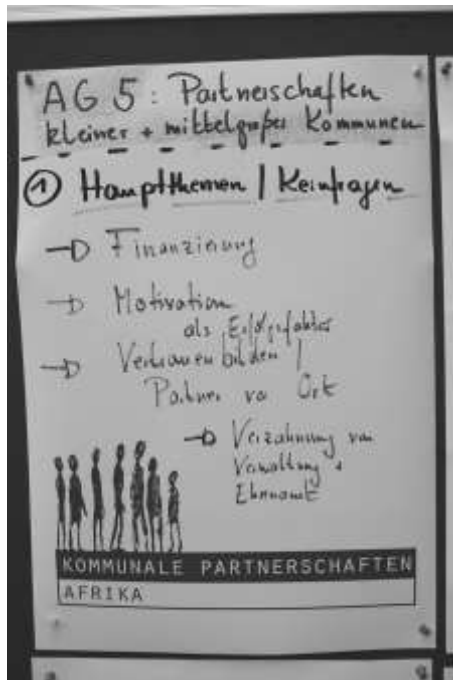 AG 5: Partnerschaften
kleiner + mittelgroßer Kommunen
① Hauptthemen / Kernfragen
→ Finanzierung
→ Motivation
als Erfolgsfaktor
→ Vertrauen bilden /
Partner vor Ort
→ Verzahnung von
Verwaltung +
Ehrenamt
KOMMUNALE PARTNERSCHAFTEN
AFRIKA